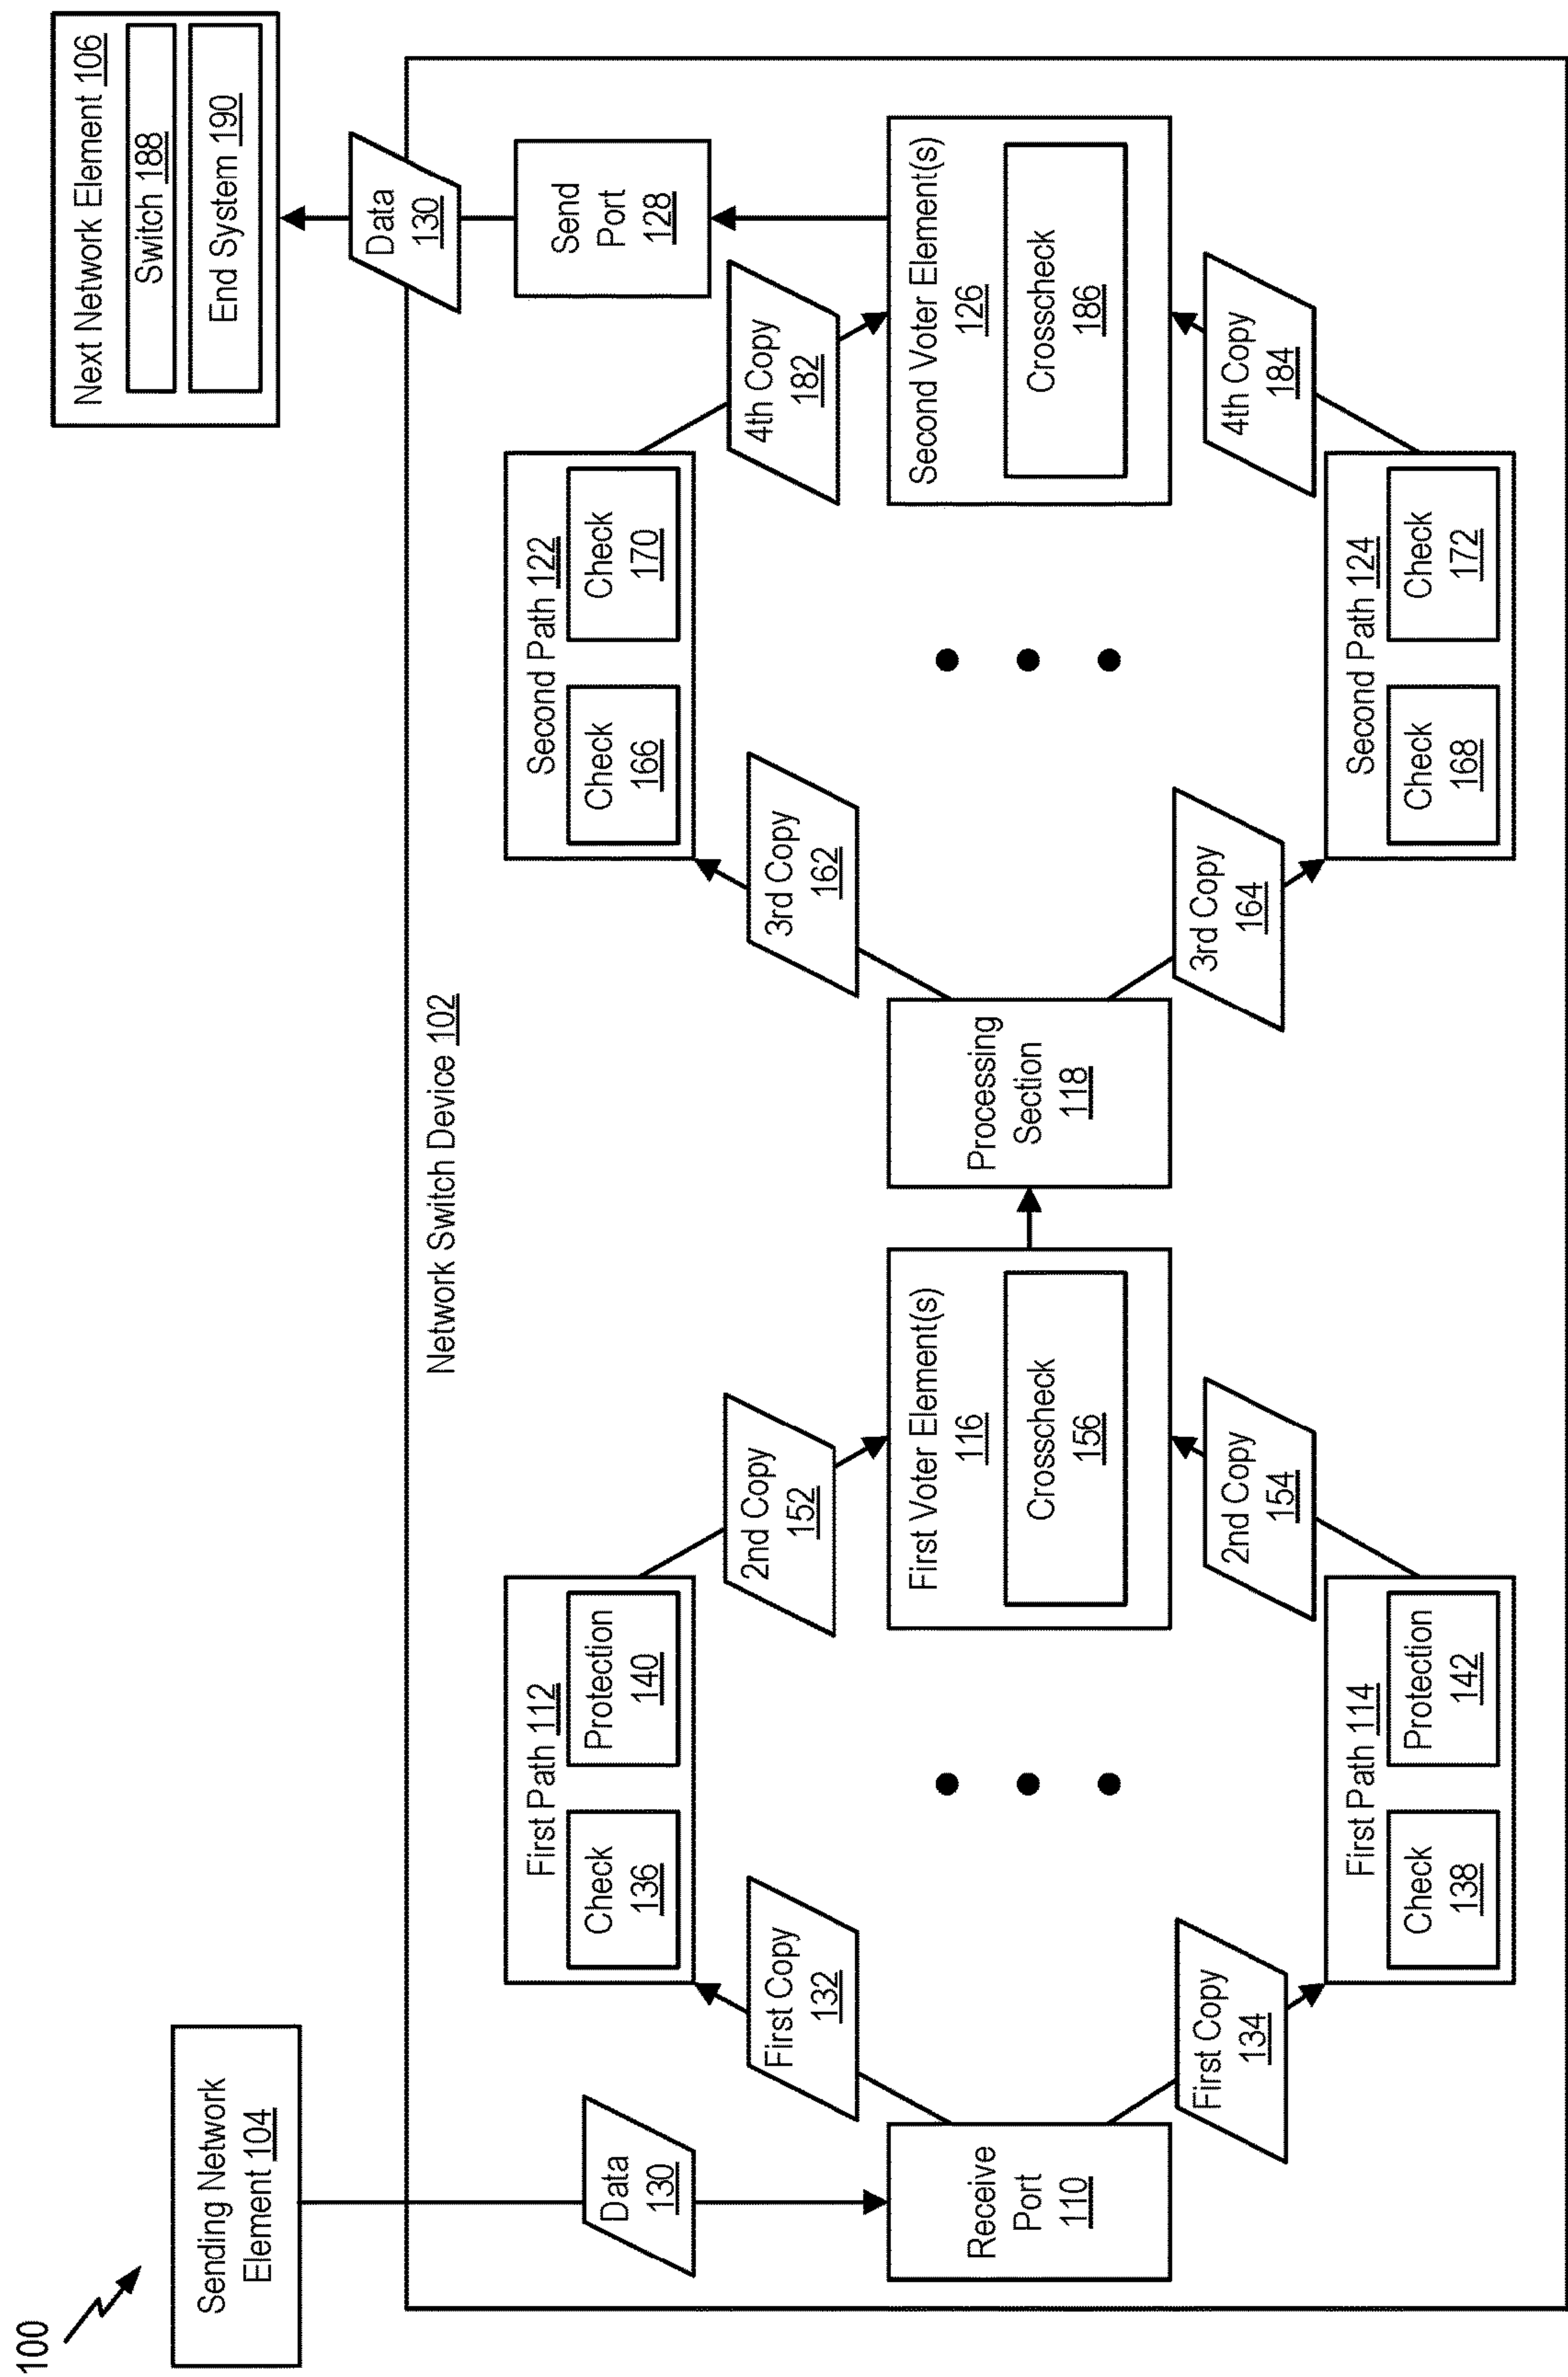 100
Sending Network
Element 104
Next Network Element 106
Switch 188
End System 190
Network Switch Device 102
Data
130
Receive
Port
110
First Copy
132
First Copy
134
First Path 112
Check
136
Protection
140
First Path 114
Check
138
Protection
142
2nd Copy
152
2nd Copy
154
First Voter Element(s)
116
Crosscheck
156
Processing
Section
118
3rd Copy
162
3rd Copy
164
Second Path 122
Check
166
Check
170
Second Path 124
Check
168
Check
172
4th Copy
182
4th Copy
184
Second Voter Element(s)
126
Crosscheck
186
Send
Port
128
Data
130